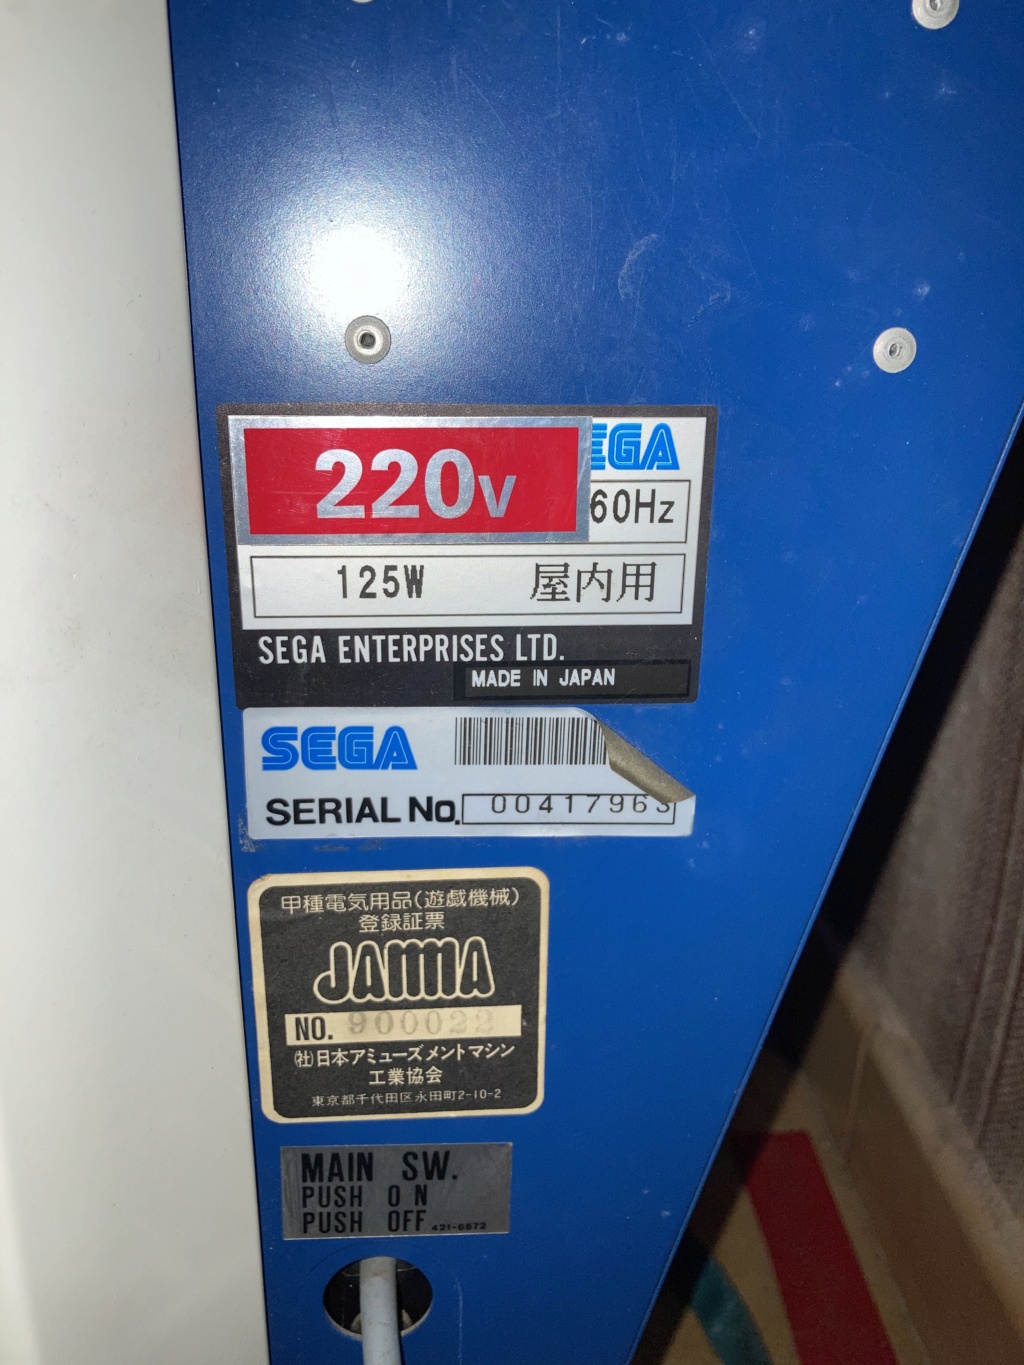 220V
EGA
60Hz
125W 屋内用
SEGA ENTERPRISES LTD.
MADE IN JAPAN
SEGA
SERIAL No. 00417963
甲種電気用品(遊戯機械)
登録証票
JAMMA
NO. 900022
㈳日本アミューズメントマシン
工業協会
東京都千代田区永田町2-10-2
MAIN SW.
PUSH ON
PUSH OFF 421-6672